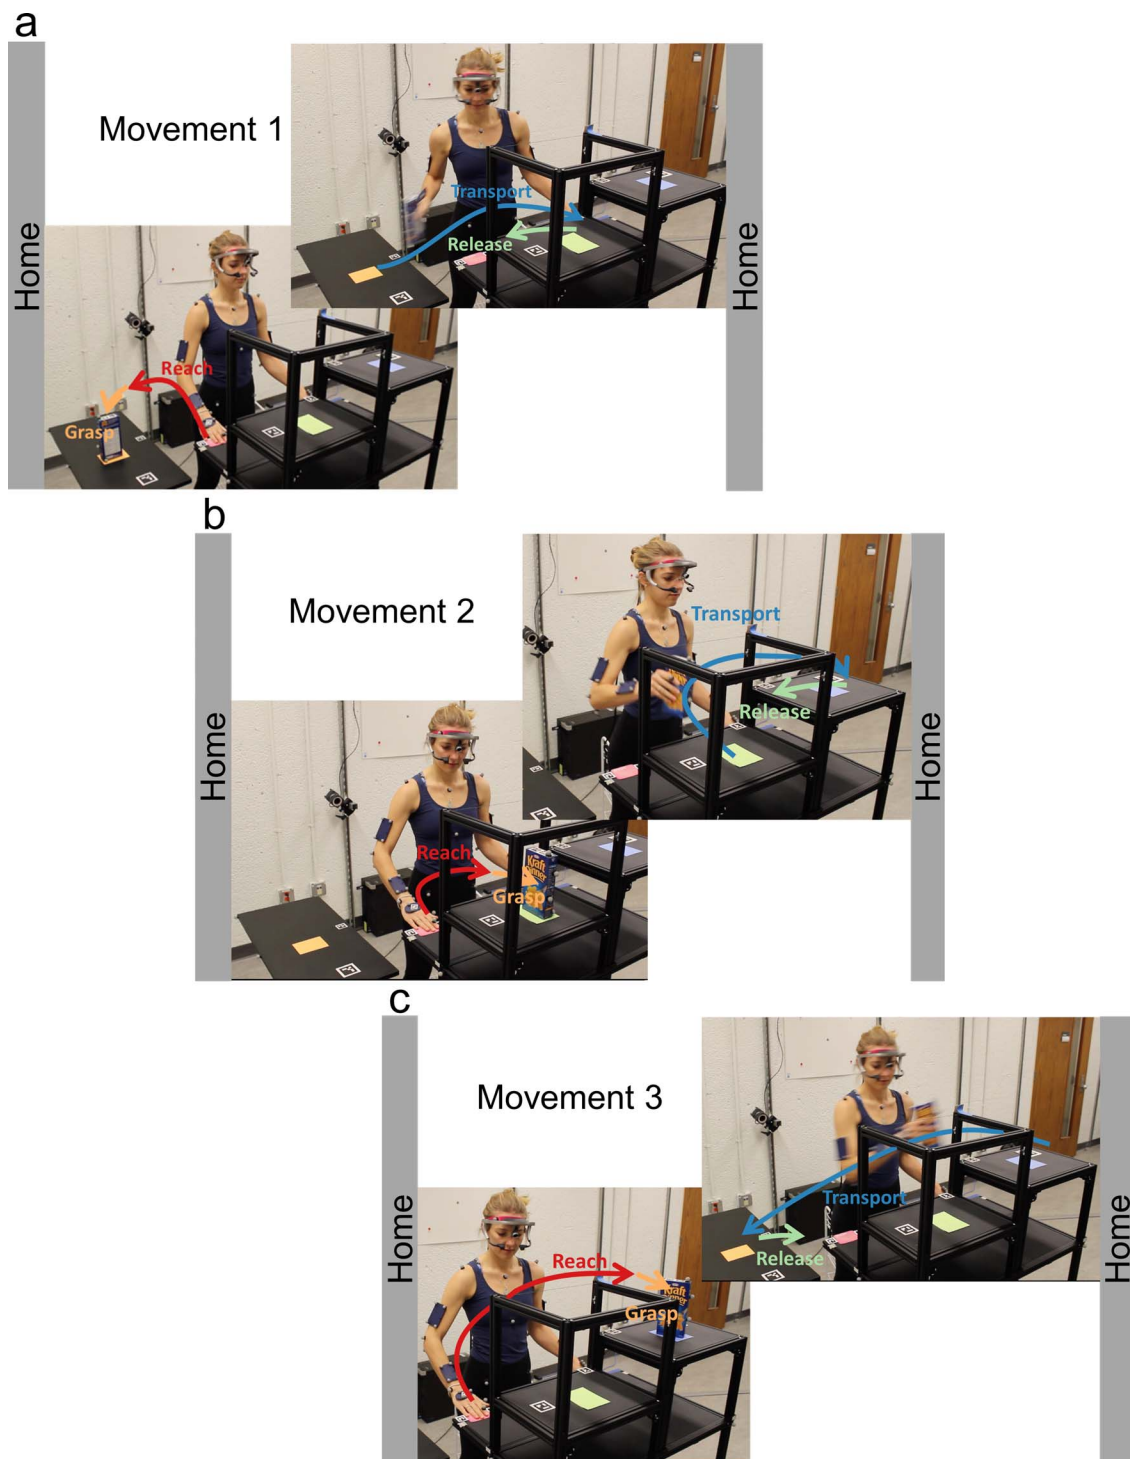 a
Movement 1
Home
Home
Transport
Release
Reach
Grasp
b
Movement 2
Home
Home
Transport
Release
Reach
Grasp
Kraft
c
Movement 3
Home
Home
Transport
Release
Reach
Grasp
Kraft